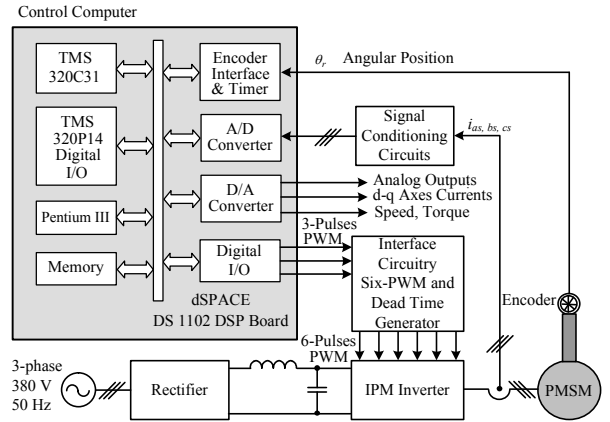 Control Computer
TMS
320C31
TMS
320P14
Digital
I/O
Pentium III
Memory
Encoder
Interface
& Timer
A/D
Converter
D/A
Converter
Digital
I/O
dSPACE
DS 1102 DSP Board
θr Angular Position
Signal
Conditioning
Circuits
ias, bs, cs
Analog Outputs
d-q Axes Currents
Speed, Torque
3-Pulses
PWM
Interface
Circuitry
Six-PWM and
Dead Time
Generator
Encoder
6-Pulses
PWM
3-phase
380 V
50 Hz
Rectifier
IPM Inverter
PMSM